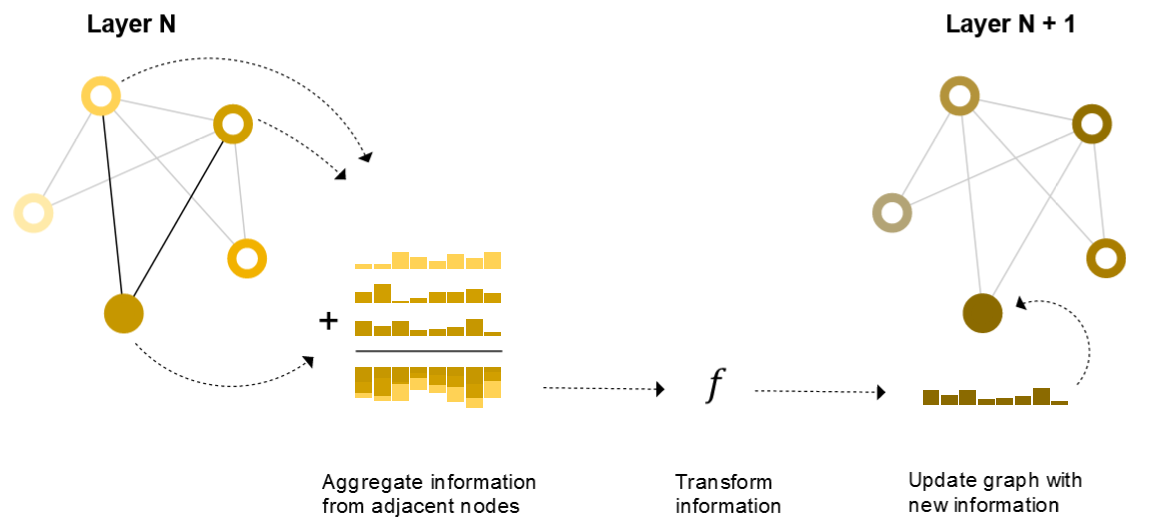 Layer N
Layer N + 1
+
f
Aggregate information
from adjacent nodes
Transform
information
Update graph with
new information